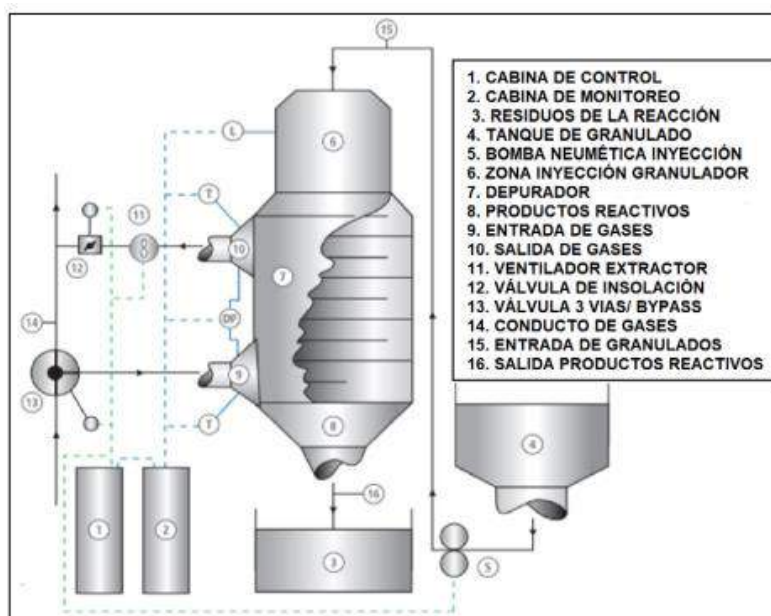 15
1. CABINA DE CONTROL
2. CABINA DE MONITOREO
3. RESIDUOS DE LA REACCIÓN
4. TANQUE DE GRANULADO
5. BOMBA NEUMÉTICA INYECCIÓN
6. ZONA INYECCIÓN GRANULADOR
7. DEPURADOR
8. PRODUCTOS REACTIVOS
9. ENTRADA DE GASES
10. SALIDA DE GASES
11. VENTILADOR EXTRACTOR
12. VÁLVULA DE INSOLACIÓN
13. VÁLVULA 3 VIAS/ BYPASS
14. CONDUCTO DE GASES
15. ENTRADA DE GRANULADOS
16. SALIDA PRODUCTOS REACTIVOS
L
6
T
11
10
12
7
14
DP
9
13
T
8
4
16
1
2
3
S